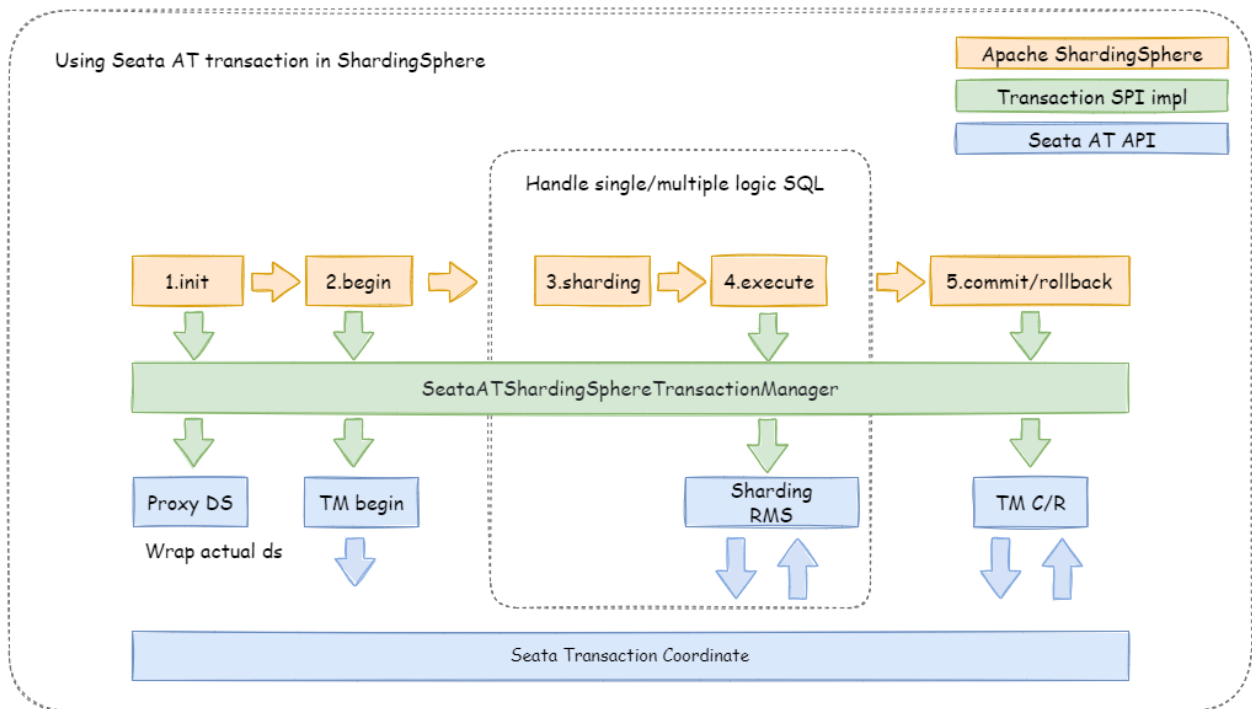 Using Seata AT transaction in ShardingSphere
Apache ShardingSphere
Transaction SPI impl
Seata AT API
Handle single/multiple logic SQL
1.init
2.begin
3.sharding
4.execute
5.commit/rollback
SeataATShardingSphereTransactionManager
Proxy DS
TM begin
Sharding
RMS
TM C/R
Wrap actual ds
Seata Transaction Coordinate